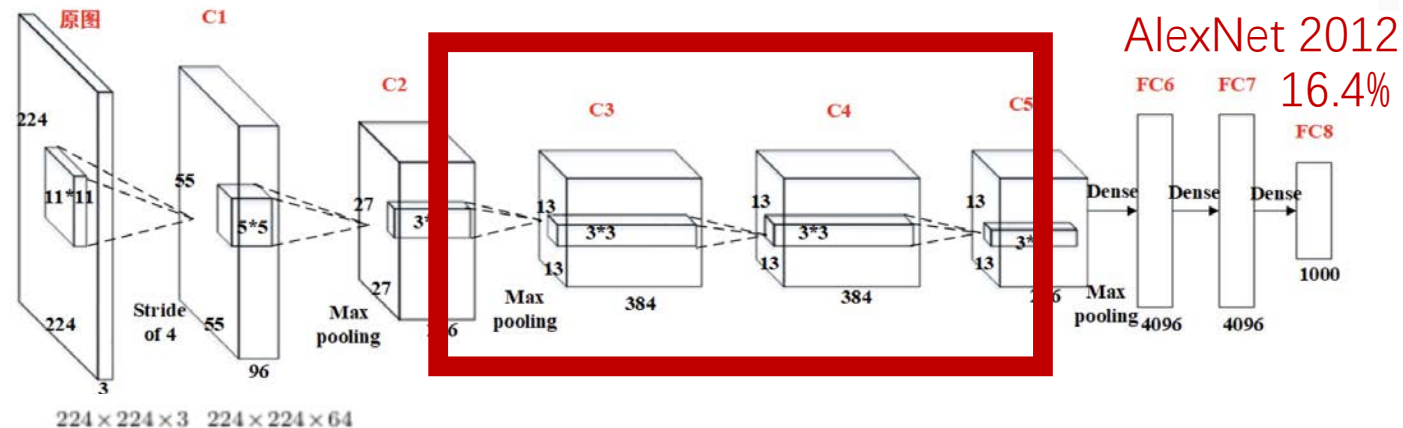 原图
C1
C2
C3
C4
C5
AlexNet 2012
16.4%
FC6
FC7
FC8
224
11*11
224
3
55
5*5
Stride
of 4
55
96
27
27
Max
pooling
13
3*3
13
Max
pooling
384
13
3*3
13
384
13
13
Max
pooling
Dense
Dense
Dense
4096
4096
1000
224×224×3
224×224×64